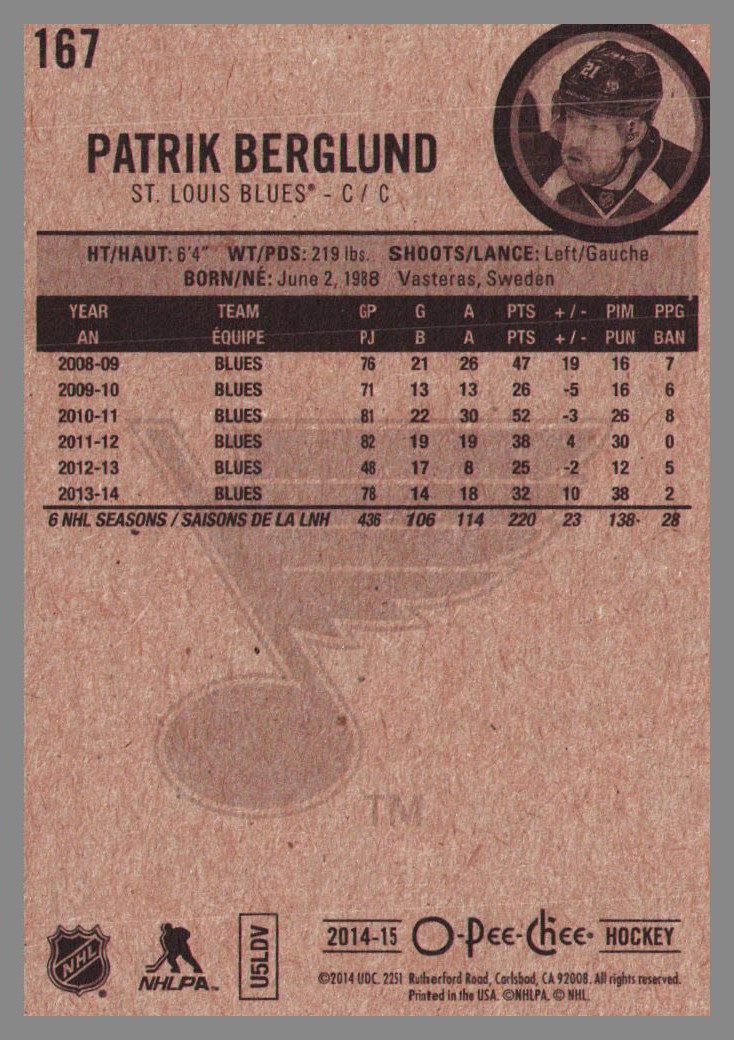 167
21
PATRIK BERGLUND
ST. LOUIS BLUES® - C / C
HT/HAUT: 6'4" WT/PDS: 219 lbs. SHOOTS/LANCE: Left/Gauche
BORN/NÉ: June 2, 1988 Vasteras, Sweden
YEAR TEAM GP G A PTS + / - PIM PPG
AN ÉQUIPE PJ B A PTS + / - PUN BAN
2008-09 BLUES 76 21 26 47 19 16 7
2009-10 BLUES 71 13 13 26 -5 16 6
2010-11 BLUES 81 22 30 52 -3 26 8
2011-12 BLUES 82 19 19 38 4 30 0
2012-13 BLUES 48 17 8 25 -2 12 5
2013-14 BLUES 78 14 18 32 10 38 2
6 NHL SEASONS / SAISONS DE LA LNH 436 106 114 220 23 138 28
TM
NHL
NHLPA™
U5LDV
2014-15 O-Pee-Chee® HOCKEY
©2014 UDC. 2251 Rutherford Road, Carlsbad, CA 92008. All rights reserved.
Printed in the USA. ©NHLPA. © NHL.